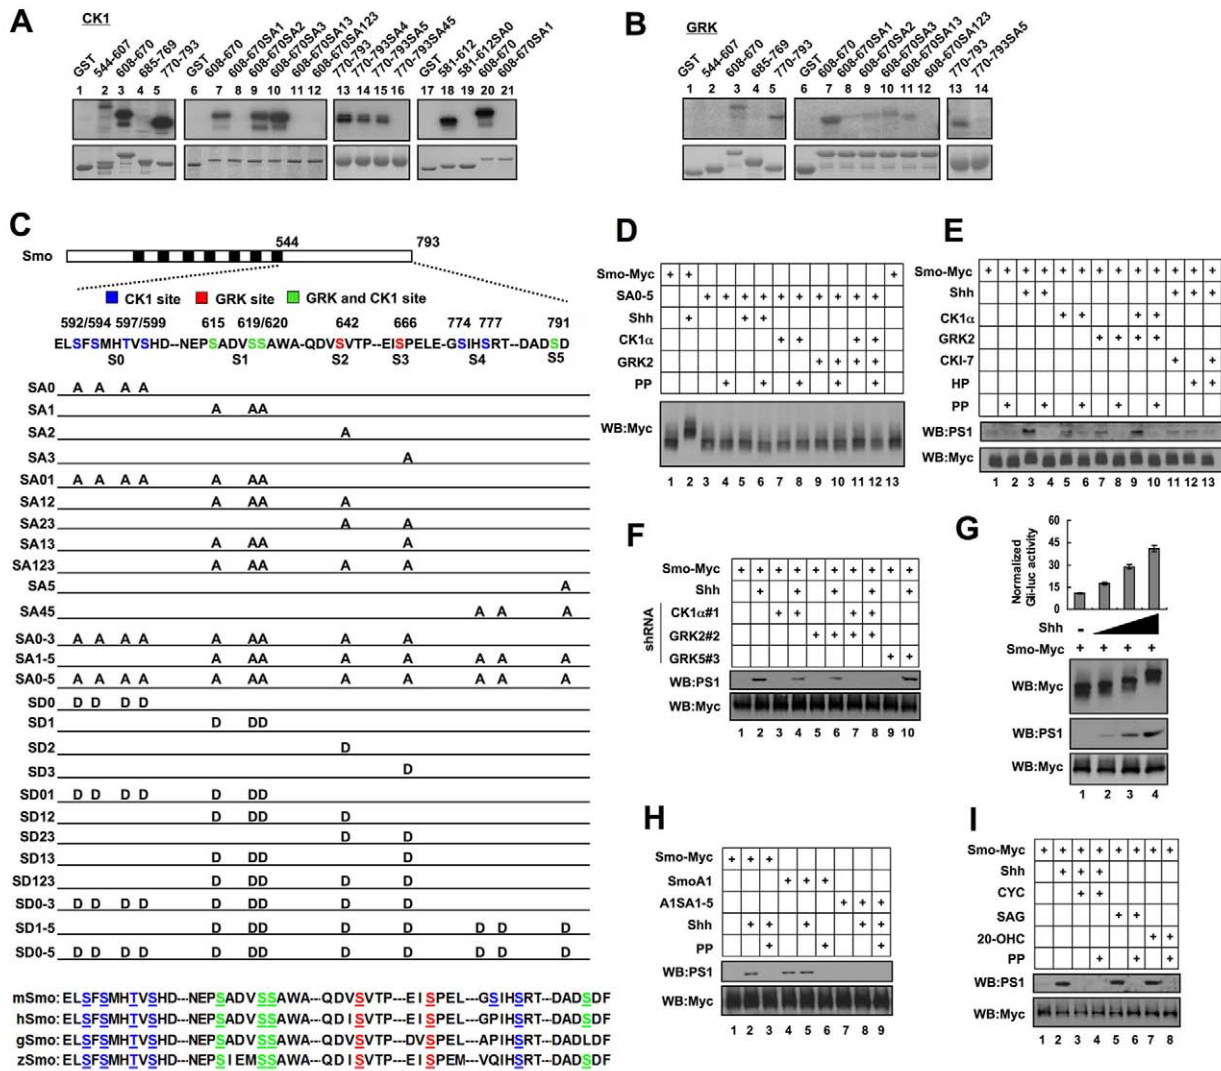 A CK1
GST
544-607
608-670
685-769
770-793
GST
608-670
608-670SA1
608-670SA2
608-670SA3
608-670SA13
608-670SA123
770-793
770-793SA4
770-793SA5
770-793SA45
GST
581-612
581-612SA0
608-670
608-670SA1
1 2 3 4 5 6 7 8 9 10 11 12 13 14 15 16 17 18 19 20 21
B GRK
GST
544-607
608-670
685-769
770-793
GST
608-670
608-670SA1
608-670SA2
608-670SA3
608-670SA13
608-670SA123
770-793
770-793SA5
1 2 3 4 5 6 7 8 9 10 11 12 13 14
C
544 793
Smo
CK1 site GRK site GRK and CK1 site
592/594 597/599 615 619/620 642 666 774 777 791
ELSFSMHTVSHD--NEPSADVSSAWA-QDVSVTP--EISPELE-GSIHSRT--DADSD
S0 S1 S2 S3 S4 S5
SA0 A A A A
SA1 A AA
SA2 A
SA3 A
SA01 A A A A A AA
SA12 A AA A
SA23 A A
SA13 A AA A
SA123 A AA A A
SA5 A
SA45 A A A
SA0-3 A A A A A AA A A
SA1-5 A AA A A A A A
SA0-5 A A A A A AA A A A A A
SD0 D D D D
SD1 D DD
SD2 D
SD3 D
SD01 D D D D D DD
SD12 D DD D
SD23 D D
SD13 D DD D
SD123 D DD D D
SD0-3 D D D D D DD D D
SD1-5 D DD D D D D D
SD0-5 D D D D D DD D D D D D
mSmo: ELSFSMHTVSHD---NEPSADVSSAWA---QDVSVTP---EISPEL---GSIHSRT--DADSDF
hSmo: ELSFSMHTVSHD---NEPSADVSSAWA---QDISVTP---EISPEL---GPIHSRT--DADSDF
gSmo: ELSFSMHTVSHD---NEPSADVSSAWA---QDISVTP---DVSPEL---APIHSRT--DADLDF
zSmo: ELSFSMHTVSHD---NEPSIEMSSAWA---QDISVTP---EISPEM---VQIHSRT--DADSDF
D
Smo-Myc + + +
SA0-5 + + + + + + + + + +
Shh + + +
CK1α + + + +
GRK2 + + + +
PP + + + + +
WB:Myc
1 2 3 4 5 6 7 8 9 10 11 12 13
E
Smo-Myc + + + + + + + + + + + + +
Shh + + + + +
CK1α + + + +
GRK2 + + + +
CKI-7 + +
HP + +
PP + + + + +
WB:PS1
WB:Myc
1 2 3 4 5 6 7 8 9 10 11 12 13
F
Smo-Myc + + + + + + + + + +
Shh + + + + +
shRNA
CK1α#1 + + + +
GRK2#2 + + + +
GRK5#3 + +
WB:PS1
WB:Myc
1 2 3 4 5 6 7 8 9 10
G
Normalized
Gli-luc activity
60
45
30
15
0
Shh -
Smo-Myc + + + +
WB:Myc
WB:PS1
WB:Myc
1 2 3 4
H
Smo-Myc + + +
SmoA1 + + +
A1SA1-5 + + +
Shh + + + + +
PP + + +
WB:PS1
WB:Myc
1 2 3 4 5 6 7 8 9
I
Smo-Myc + + + + + + + +
Shh + + +
CYC + +
SAG + +
20-OHC + +
PP + + +
WB:PS1
WB:Myc
1 2 3 4 5 6 7 8